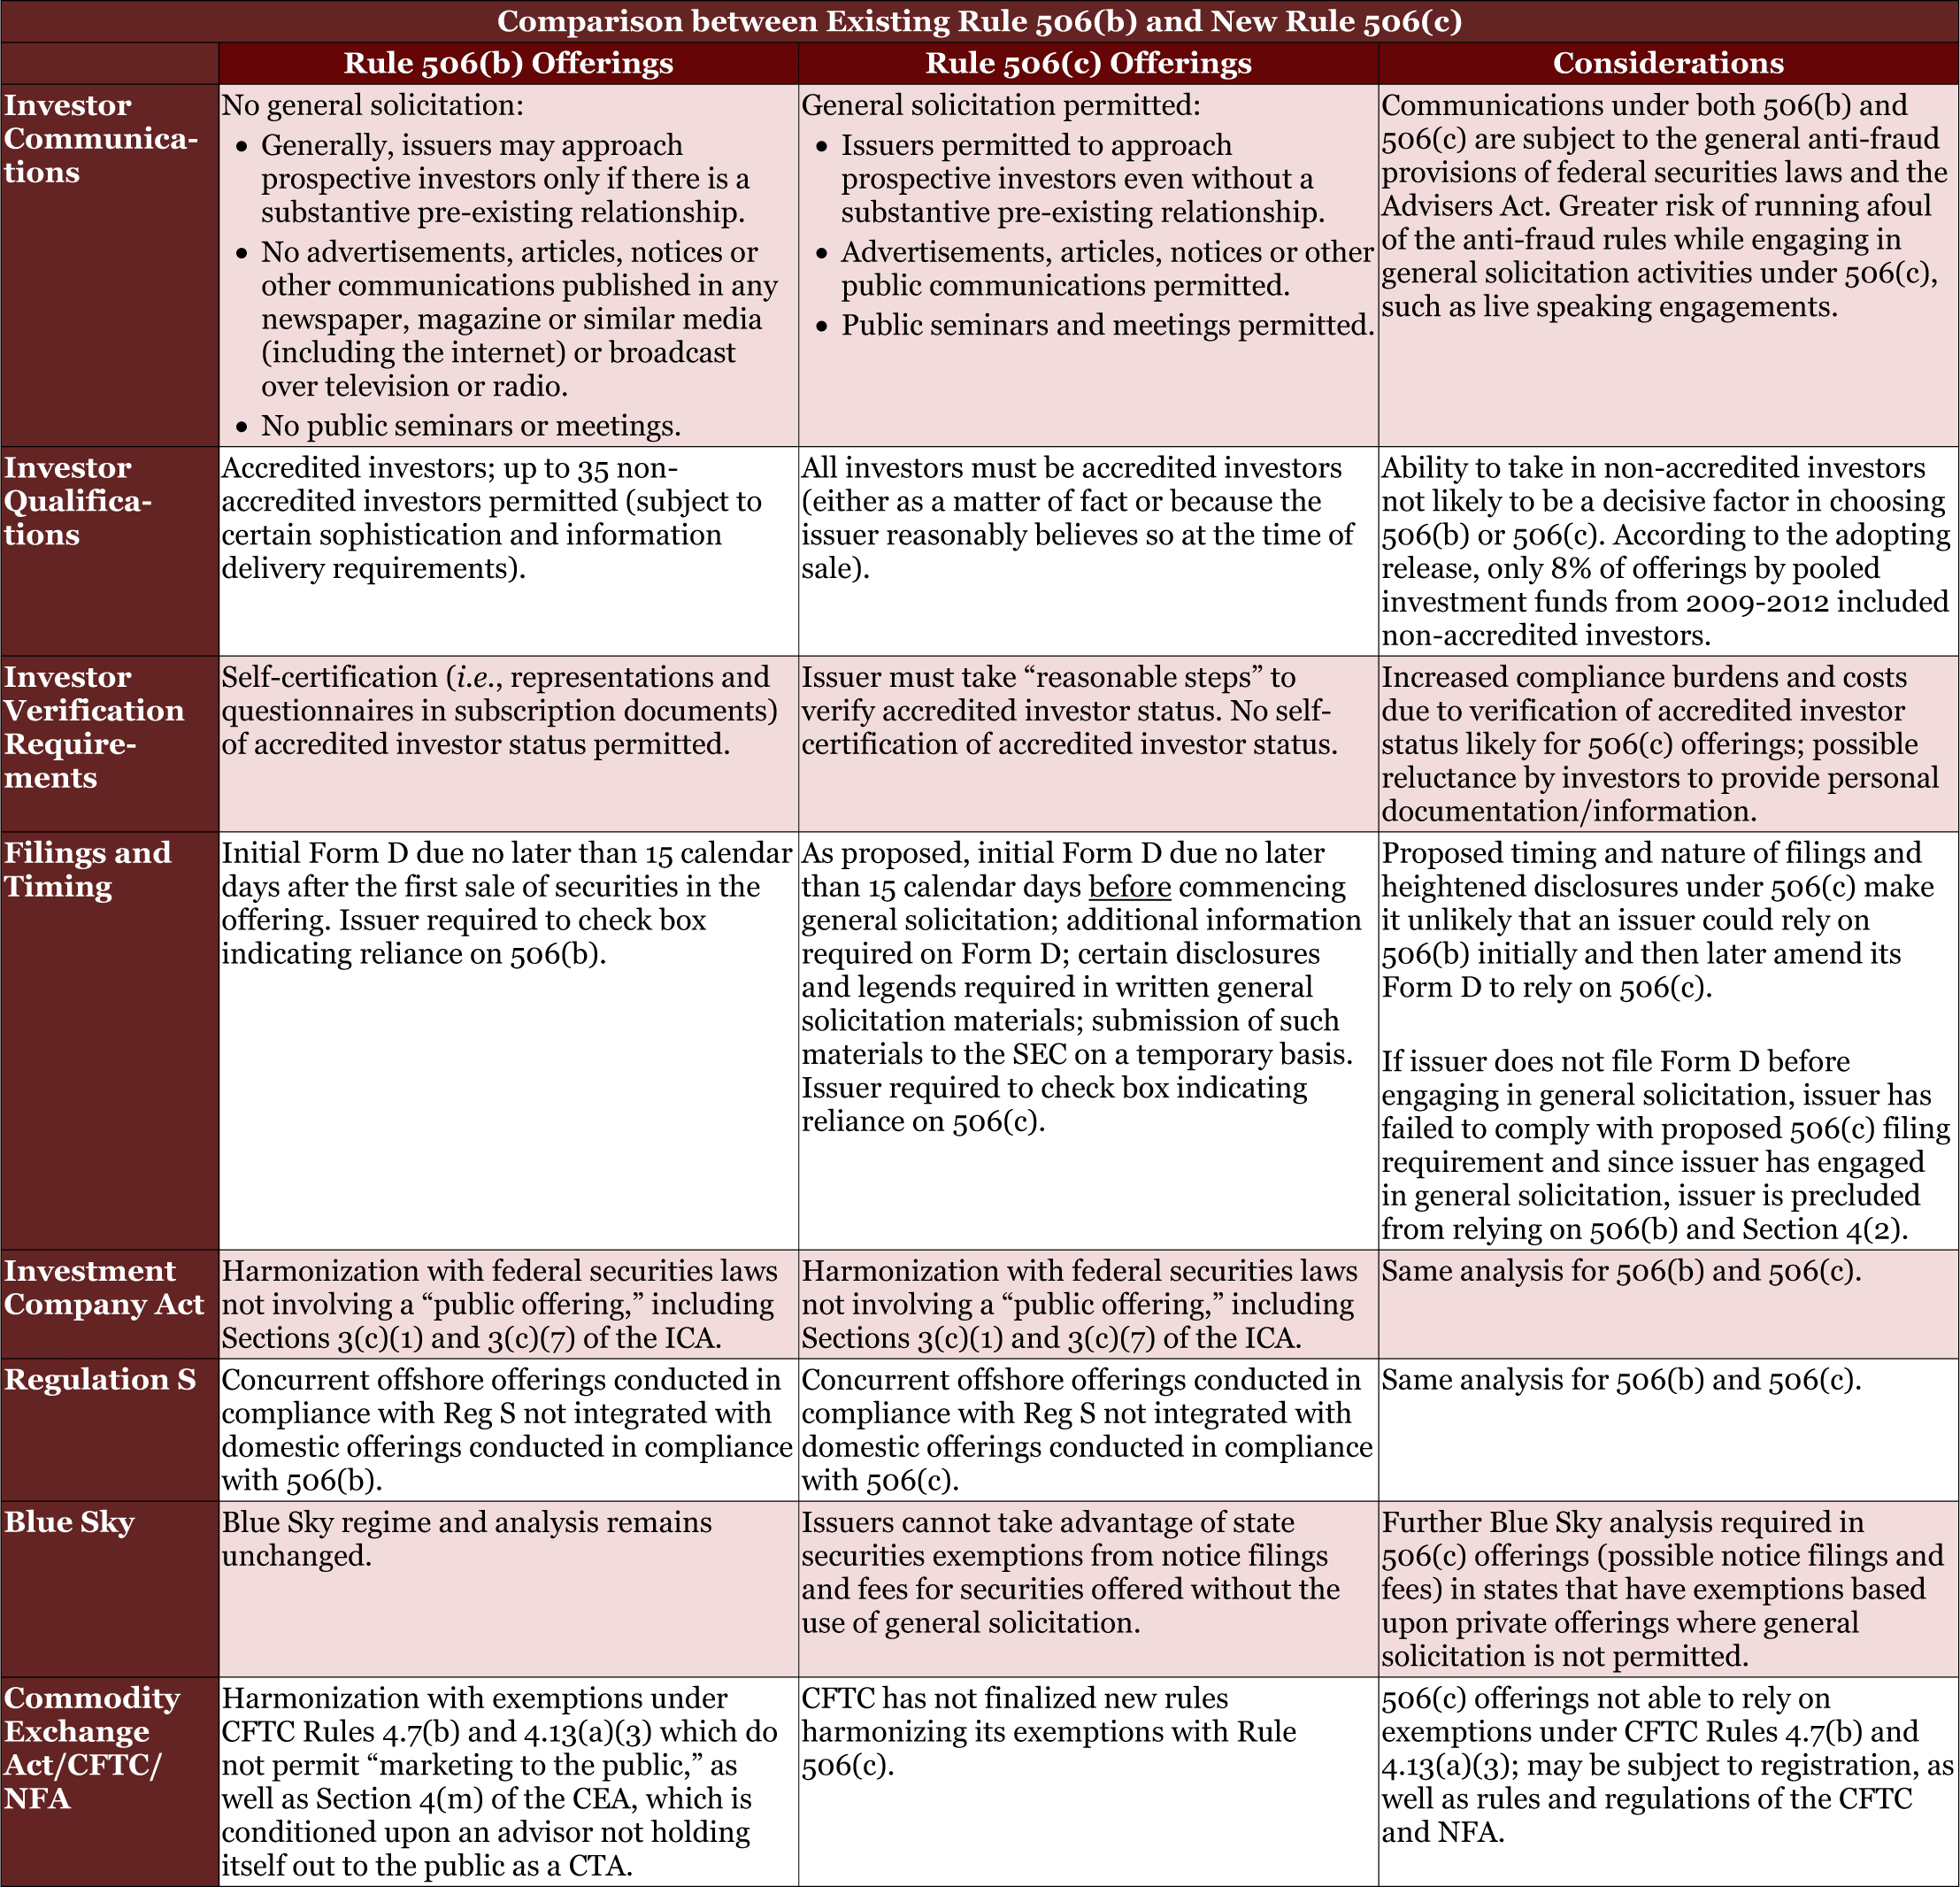 Comparison between Existing Rule 506(b) and New Rule 506(c)
Rule 506(b) Offerings
Rule 506(c) Offerings
Considerations
Investor
Communica-
tions
No general solicitation:
• Generally, issuers may approach
prospective investors only if there is a
substantive pre-existing relationship.
• No advertisements, articles, notices or
other communications published in any
newspaper, magazine or similar media
(including the internet) or broadcast
over television or radio.
• No public seminars or meetings.
General solicitation permitted:
• Issuers permitted to approach
prospective investors even without a
substantive pre-existing relationship.
• Advertisements, articles, notices or other
public communications permitted.
• Public seminars and meetings permitted.
Communications under both 506(b) and
506(c) are subject to the general anti-fraud
provisions of federal securities laws and the
Advisers Act. Greater risk of running afoul
of the anti-fraud rules while engaging in
general solicitation activities under 506(c),
such as live speaking engagements.
Investor
Qualifica-
tions
Accredited investors; up to 35 non-
accredited investors permitted (subject to
certain sophistication and information
delivery requirements).
All investors must be accredited investors
(either as a matter of fact or because the
issuer reasonably believes so at the time of
sale).
Ability to take in non-accredited investors
not likely to be a decisive factor in choosing
506(b) or 506(c). According to the adopting
release, only 8% of offerings by pooled
investment funds from 2009-2012 included
non-accredited investors.
Investor
Verification
Require-
ments
Self-certification (i.e., representations and
questionnaires in subscription documents)
of accredited investor status permitted.
Issuer must take “reasonable steps” to
verify accredited investor status. No self-
certification of accredited investor status.
Increased compliance burdens and costs
due to verification of accredited investor
status likely for 506(c) offerings; possible
reluctance by investors to provide personal
documentation/information.
Filings and
Timing
Initial Form D due no later than 15 calendar
days after the first sale of securities in the
offering. Issuer required to check box
indicating reliance on 506(b).
As proposed, initial Form D due no later
than 15 calendar days before commencing
general solicitation; additional information
required on Form D; certain disclosures
and legends required in written general
solicitation materials; submission of such
materials to the SEC on a temporary basis.
Issuer required to check box indicating
reliance on 506(c).
Proposed timing and nature of filings and
heightened disclosures under 506(c) make
it unlikely that an issuer could rely on
506(b) initially and then later amend its
Form D to rely on 506(c).
If issuer does not file Form D before
engaging in general solicitation, issuer has
failed to comply with proposed 506(c) filing
requirement and since issuer has engaged
in general solicitation, issuer is precluded
from relying on 506(b) and Section 4(2).
Investment
Company Act
Harmonization with federal securities laws
not involving a “public offering,” including
Sections 3(c)(1) and 3(c)(7) of the ICA.
Harmonization with federal securities laws
not involving a “public offering,” including
Sections 3(c)(1) and 3(c)(7) of the ICA.
Same analysis for 506(b) and 506(c).
Regulation S
Concurrent offshore offerings conducted in
compliance with Reg S not integrated with
domestic offerings conducted in compliance
with 506(b).
Concurrent offshore offerings conducted in
compliance with Reg S not integrated with
domestic offerings conducted in compliance
with 506(c).
Same analysis for 506(b) and 506(c).
Blue Sky
Blue Sky regime and analysis remains
unchanged.
Issuers cannot take advantage of state
securities exemptions from notice filings
and fees for securities offered without the
use of general solicitation.
Further Blue Sky analysis required in
506(c) offerings (possible notice filings and
fees) in states that have exemptions based
upon private offerings where general
solicitation is not permitted.
Commodity
Exchange
Act/CFTC/
NFA
Harmonization with exemptions under
CFTC Rules 4.7(b) and 4.13(a)(3) which do
not permit “marketing to the public,” as
well as Section 4(m) of the CEA, which is
conditioned upon an advisor not holding
itself out to the public as a CTA.
CFTC has not finalized new rules
harmonizing its exemptions with Rule
506(c).
506(c) offerings not able to rely on
exemptions under CFTC Rules 4.7(b) and
4.13(a)(3); may be subject to registration, as
well as rules and regulations of the CFTC
and NFA.